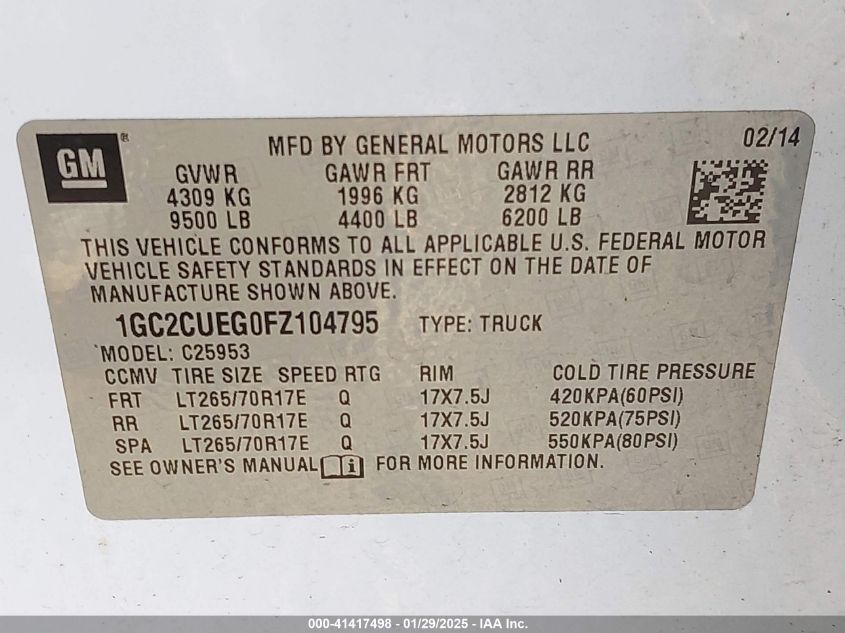 GM®
MFD BY GENERAL MOTORS LLC 02/14
GVWR GAWR FRT GAWR RR
4309 KG 1996 KG 2812 KG
9500 LB 4400 LB 6200 LB
THIS VEHICLE CONFORMS TO ALL APPLICABLE U.S. FEDERAL MOTOR
VEHICLE SAFETY STANDARDS IN EFFECT ON THE DATE OF
MANUFACTURE SHOWN ABOVE.
1GC2CUEG0FZ104795 TYPE: TRUCK
MODEL: C25953
CCMV TIRE SIZE SPEED RTG RIM COLD TIRE PRESSURE
FRT LT265/70R17E Q 17X7.5J 420KPA(60PSI)
RR LT265/70R17E Q 17X7.5J 520KPA(75PSI)
SPA LT265/70R17E Q 17X7.5J 550KPA(80PSI)
SEE OWNER'S MANUAL i FOR MORE INFORMATION.
000-41417498 - 01/29/2025 - IAA Inc.